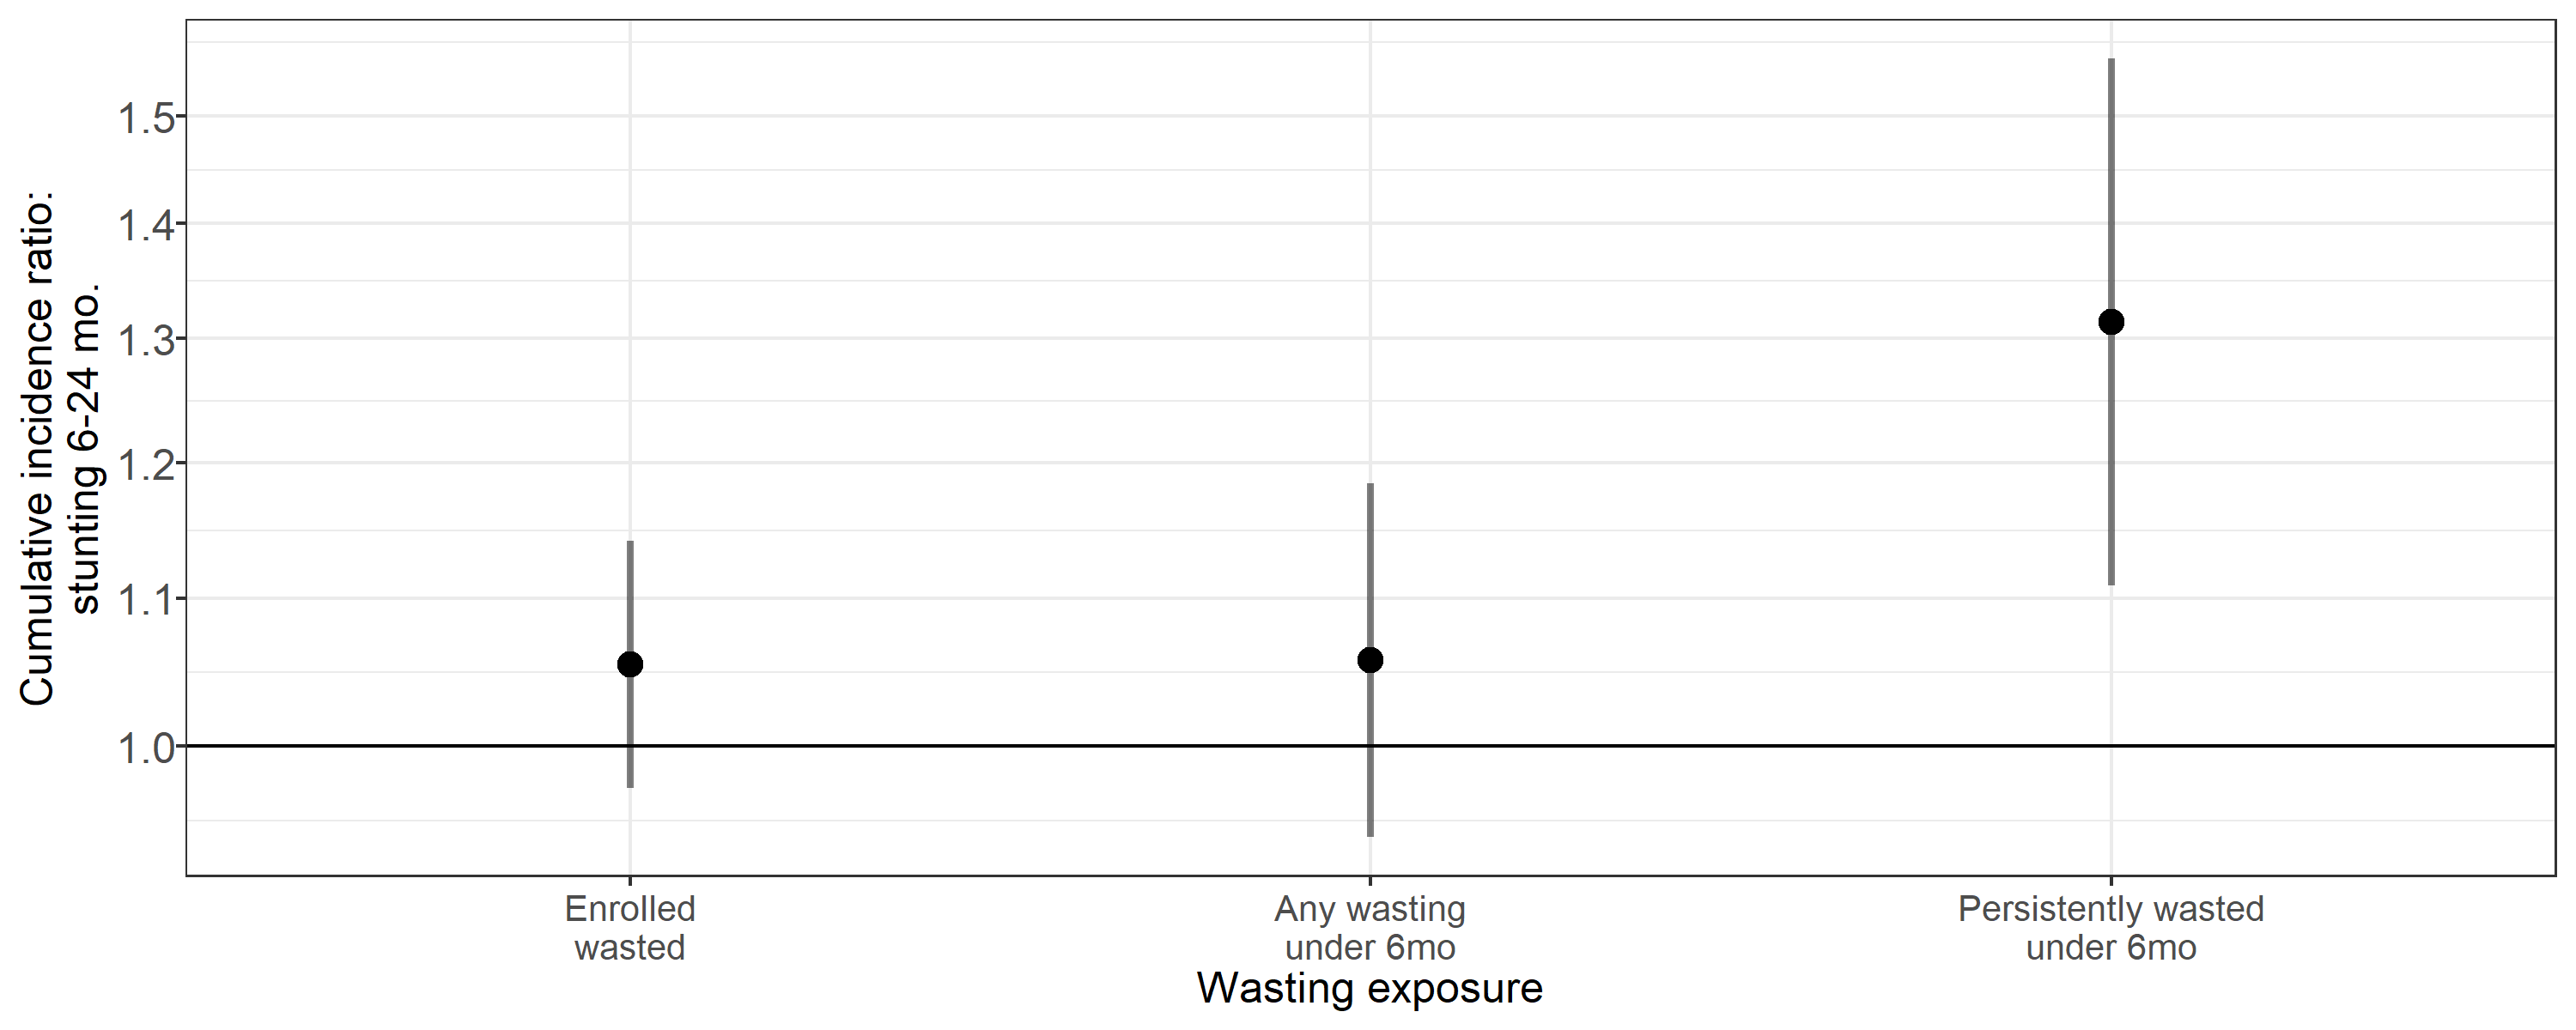 Cumulative incidence ratio:
stunting 6-24 mo.
1.5
1.4
1.3
1.2
1.1
1.0
Enrolled
wasted
Any wasting
under 6mo
Persistently wasted
under 6mo
Wasting exposure